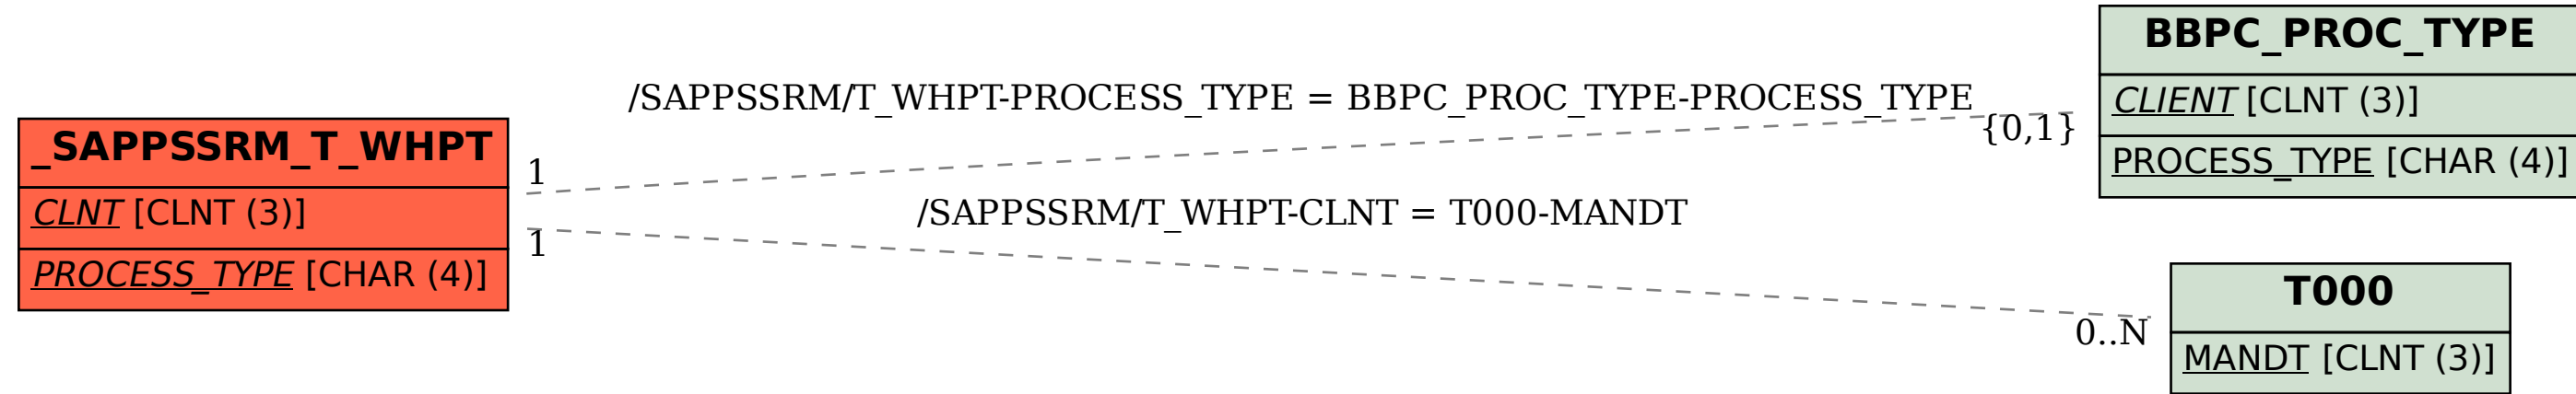 _SAPPSSRM_T_WHPT
CLNT [CLNT (3)]
PROCESS_TYPE [CHAR (4)]
/SAPPSSRM/T_WHPT-PROCESS_TYPE = BBPC_PROC_TYPE-PROCESS_TYPE
1
{0,1}
/SAPPSSRM/T_WHPT-CLNT = T000-MANDT
1
0..N
BBPC_PROC_TYPE
CLIENT [CLNT (3)]
PROCESS_TYPE [CHAR (4)]
T000
MANDT [CLNT (3)]